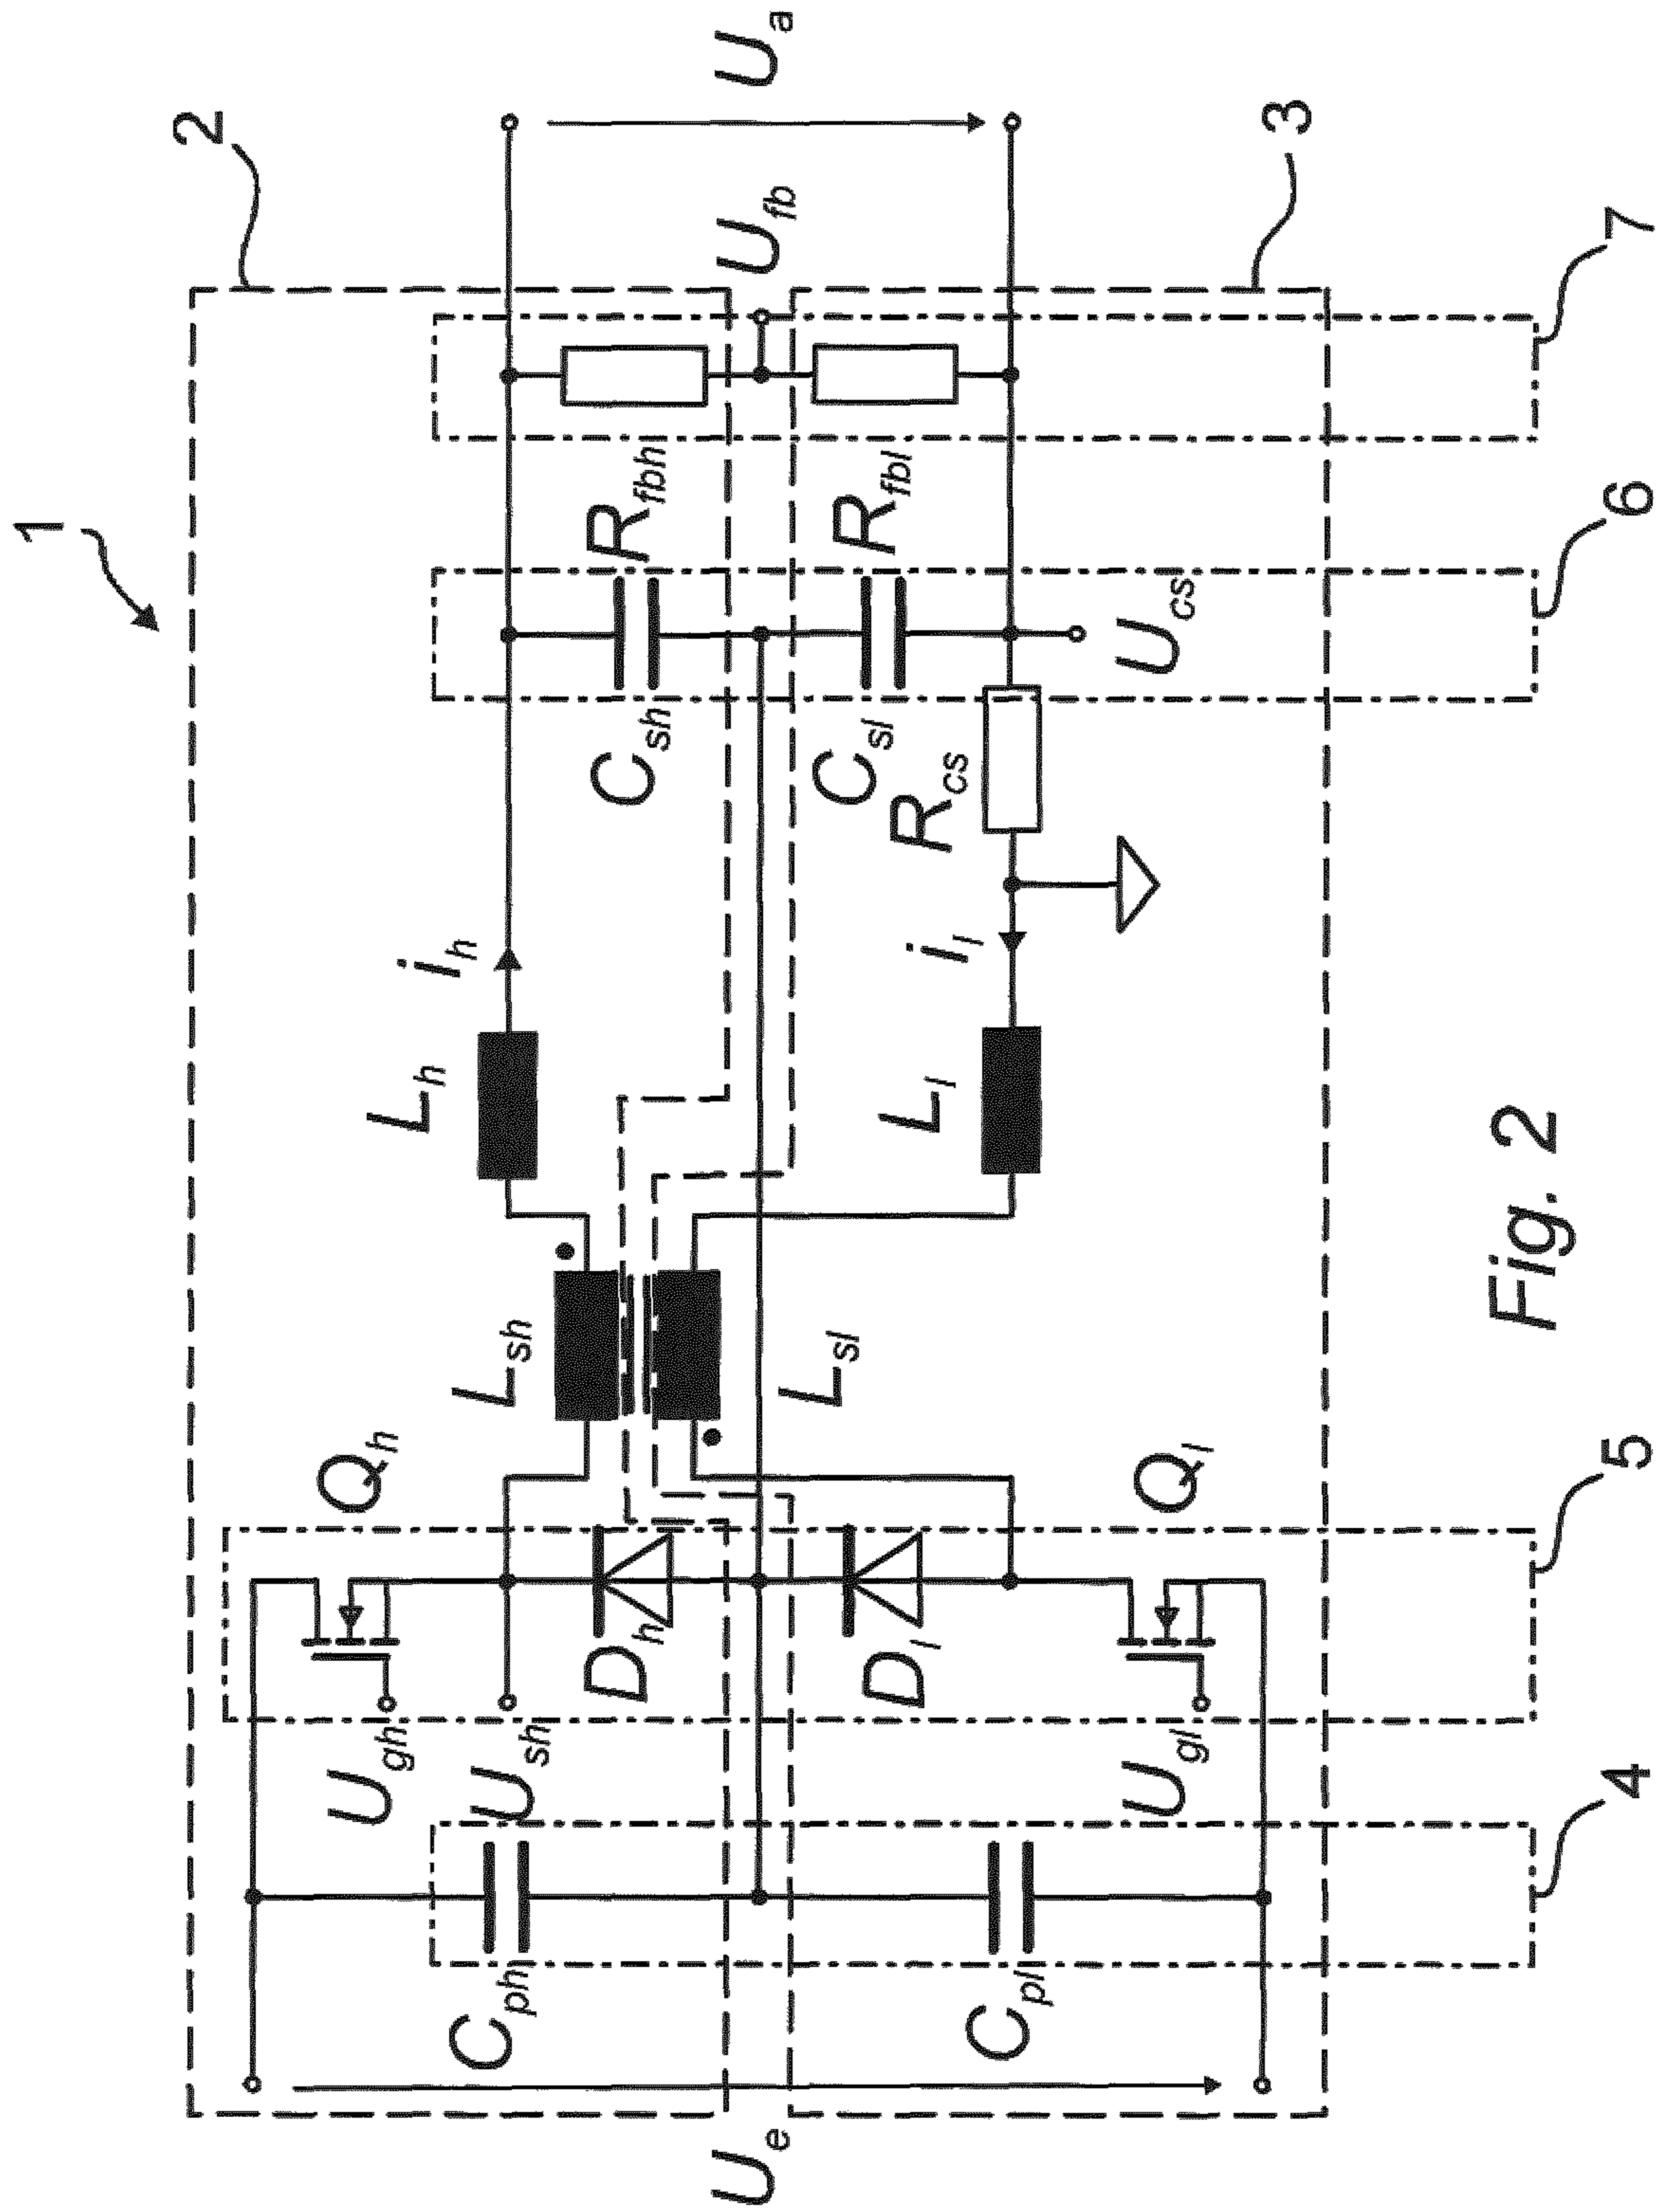 1
2
U_e
C_ph
C_pl
4
U_gh
U_sh
U_gl
D_h
D_l
Q_h
Q_l
5
L_sh
L_sl
L_h
L_l
i_h
i_l
R_cs
C_sh
C_sl
U_cs
6
R_fbh
R_fbl
U_fb
7
3
U_a
Fig. 2